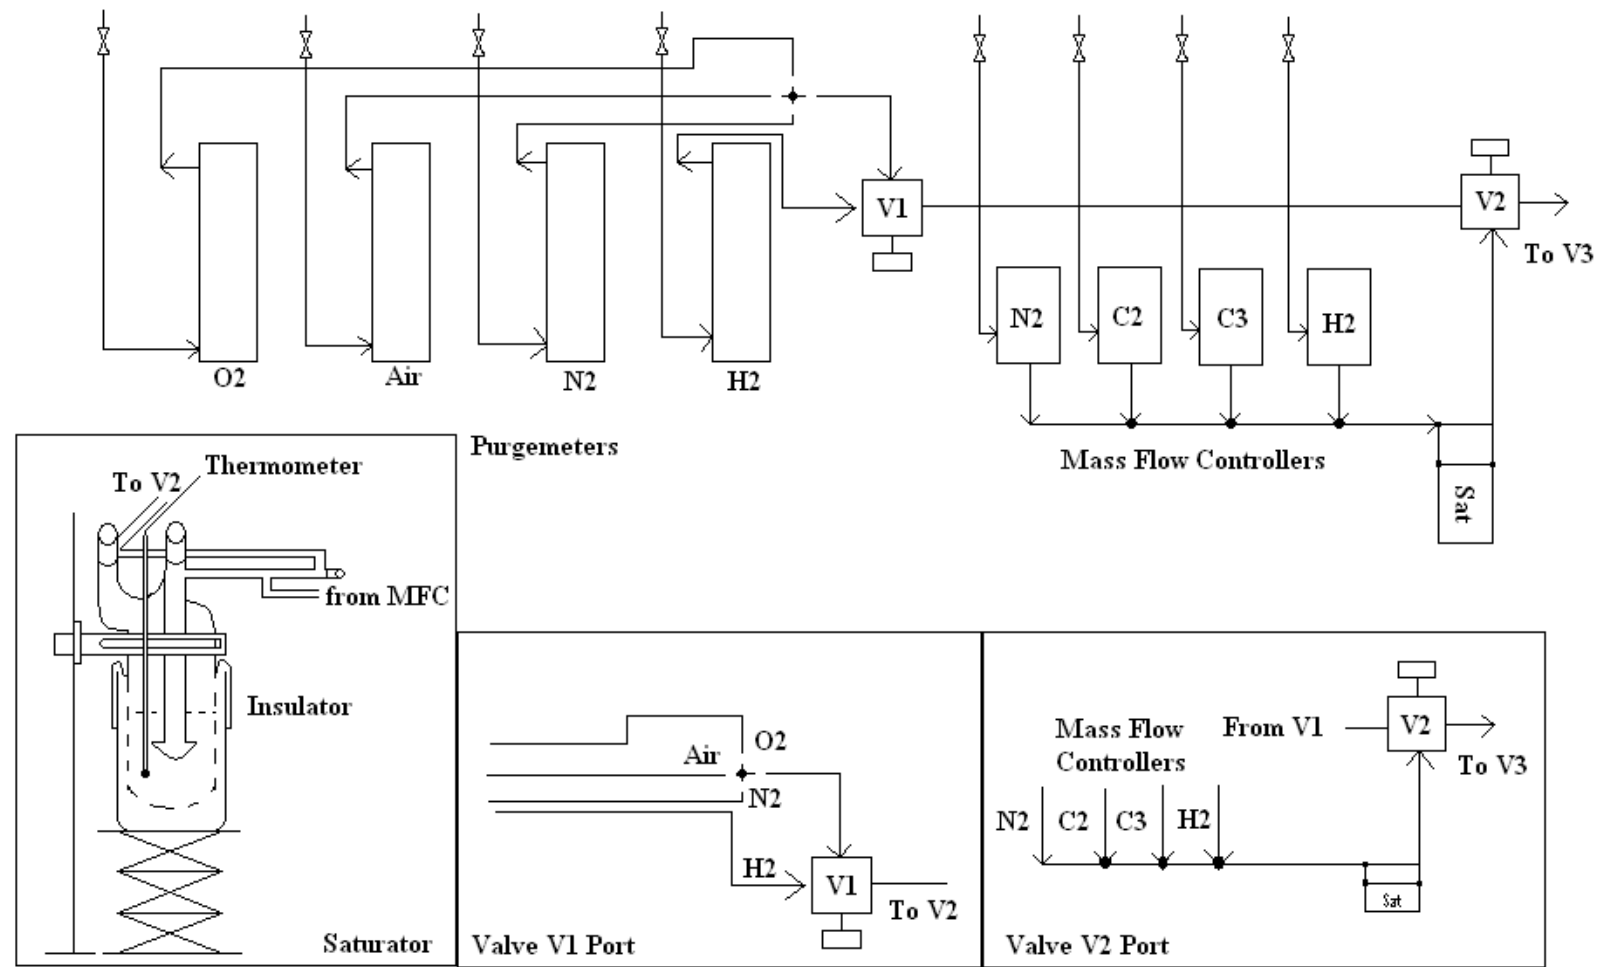 V1
V2
To V3
N2
C2
C3
H2
O2
Air
N2
H2
Purgemeters
Mass Flow Controllers
Sat
Thermometer
To V2
from MFC
Insulator
Saturator
O2
Air
N2
H2
V1
To V2
Valve V1 Port
Mass Flow
Controllers
From V1
V2
To V3
N2
C2
C3
H2
Sat
Valve V2 Port